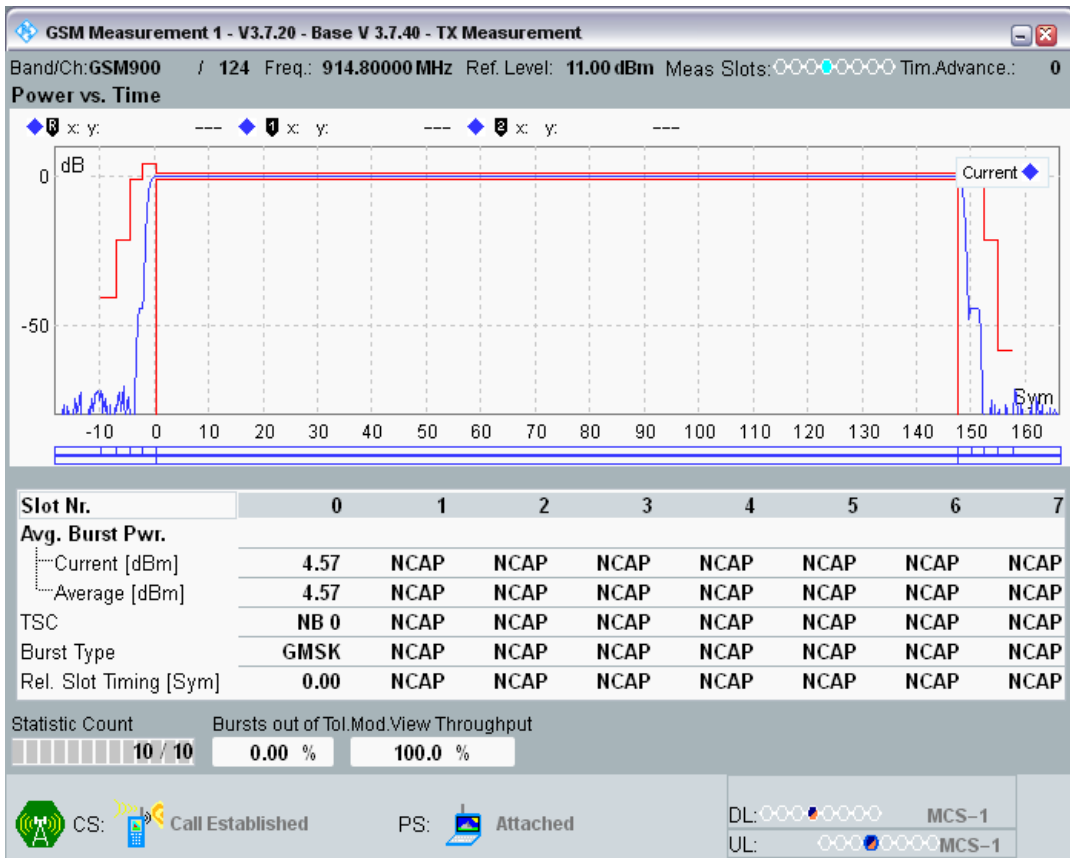 GSM Measurement 1 - V3.7.20 - Base V 3.7.40 - TX Measurement
Band/Ch:GSM900 / 124 Freq.: 914.80000 MHz Ref. Level: 11.00 dBm Meas Slots: Tim.Advance.: 0
Power vs. Time
R x: y: --- 1 x: y: --- 2 x: y: ---
dB
Current
0
-50
Sym
-10 0 10 20 30 40 50 60 70 80 90 100 110 120 130 140 150 160
Slot Nr. 0 1 2 3 4 5 6 7
Avg. Burst Pwr.
Current [dBm] 4.57 NCAP NCAP NCAP NCAP NCAP NCAP NCAP
Average [dBm] 4.57 NCAP NCAP NCAP NCAP NCAP NCAP NCAP
TSC NB 0 NCAP NCAP NCAP NCAP NCAP NCAP NCAP
Burst Type GMSK NCAP NCAP NCAP NCAP NCAP NCAP NCAP
Rel. Slot Timing [Sym] 0.00 NCAP NCAP NCAP NCAP NCAP NCAP NCAP
Statistic Count Bursts out of Tol.Mod.View Throughput
10 / 10 0.00 % 100.0 %
CS: Call Established PS: Attached DL: MCS-1
UL: MCS-1